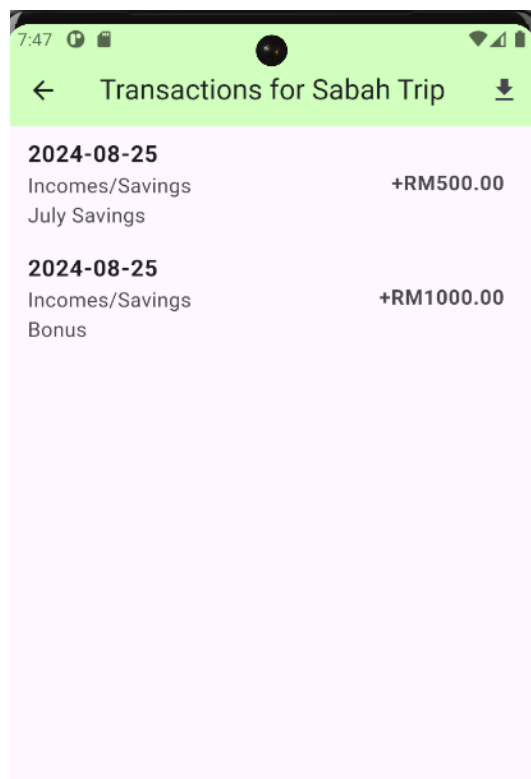 7:47
Transactions for Sabah Trip
2024-08-25
Incomes/Savings
+RM500.00
July Savings
2024-08-25
Incomes/Savings
+RM1000.00
Bonus